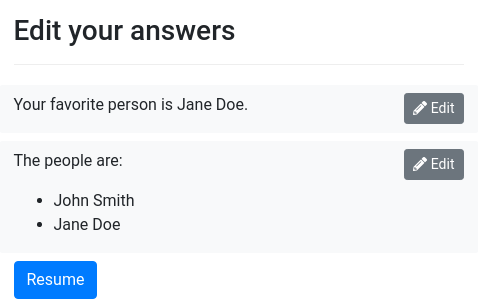 Edit your answers
Your favorite person is Jane Doe.
Edit
The people are:
Edit
John Smith
Jane Doe
Resume